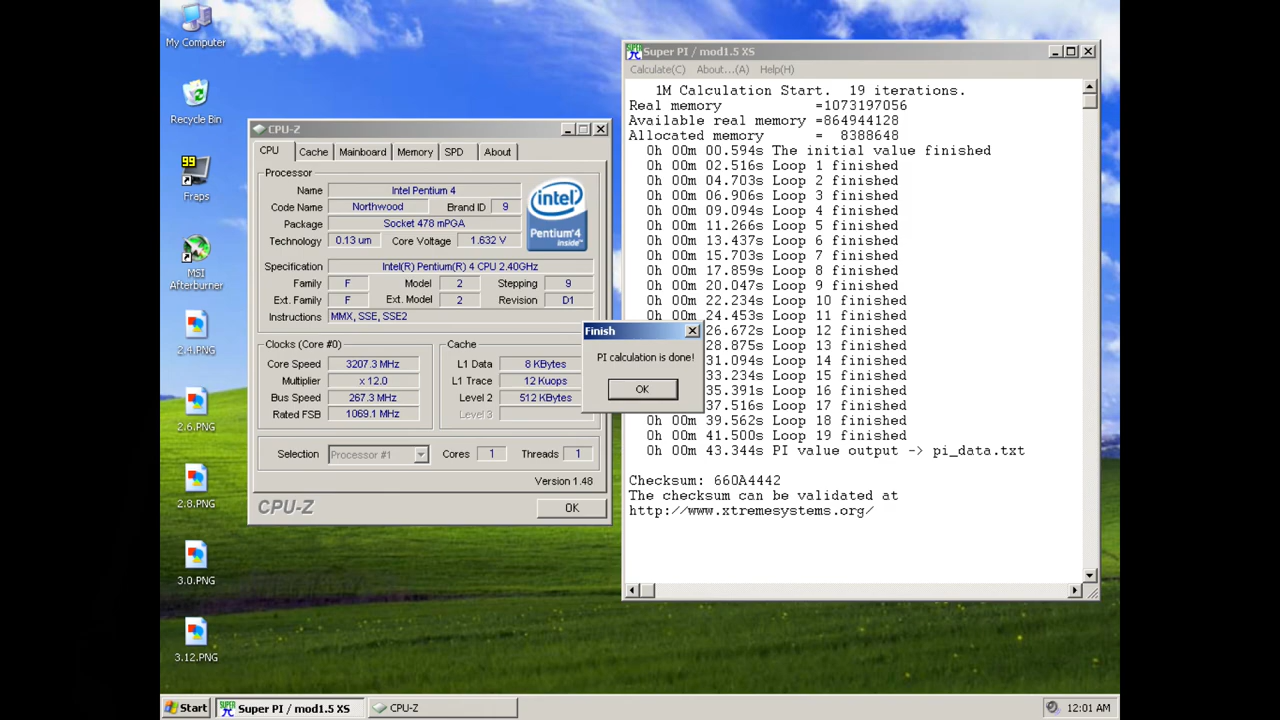 My Computer
Recycle Bin
99
Fraps
MSI
Afterburner
2.4.PNG
2.6.PNG
2.8.PNG
3.0.PNG
3.12.PNG
CPU-Z
CPU Cache Mainboard Memory SPD About
Processor
Name Intel Pentium 4
Code Name Northwood Brand ID 9
Package Socket 478 mPGA
Technology 0.13 um Core Voltage 1.632 V
intel
Pentium 4
inside™
Specification Intel(R) Pentium(R) 4 CPU 2.40GHz
Family F Model 2 Stepping 9
Ext. Family F Ext. Model 2 Revision D1
Instructions MMX, SSE, SSE2
Clocks (Core #0)
Core Speed 3207.3 MHz
Multiplier x 12.0
Bus Speed 267.3 MHz
Rated FSB 1069.1 MHz
Cache
L1 Data 8 KBytes
L1 Trace 12 Kuops
Level 2 512 KBytes
Level 3
Selection Processor #1 Cores 1 Threads 1
Version 1.48
CPU-Z OK
Finish
PI calculation is done!
OK
SUPER π Super PI / mod1.5 XS
Calculate(C) About...(A) Help(H)
1M Calculation Start. 19 iterations.
Real memory =1073197056
Available real memory =864944128
Allocated memory = 8388648
0h 00m 00.594s The initial value finished
0h 00m 02.516s Loop 1 finished
0h 00m 04.703s Loop 2 finished
0h 00m 06.906s Loop 3 finished
0h 00m 09.094s Loop 4 finished
0h 00m 11.266s Loop 5 finished
0h 00m 13.437s Loop 6 finished
0h 00m 15.703s Loop 7 finished
0h 00m 17.859s Loop 8 finished
0h 00m 20.047s Loop 9 finished
0h 00m 22.234s Loop 10 finished
0h 00m 24.453s Loop 11 finished
26.672s Loop 12 finished
28.875s Loop 13 finished
31.094s Loop 14 finished
33.234s Loop 15 finished
35.391s Loop 16 finished
37.516s Loop 17 finished
0h 00m 39.562s Loop 18 finished
0h 00m 41.500s Loop 19 finished
0h 00m 43.344s PI value output -> pi_data.txt
Checksum: 660A4442
The checksum can be validated at
http://www.xtremesystems.org/
Start SUPER π Super PI / mod1.5 XS CPU-Z 12:01 AM